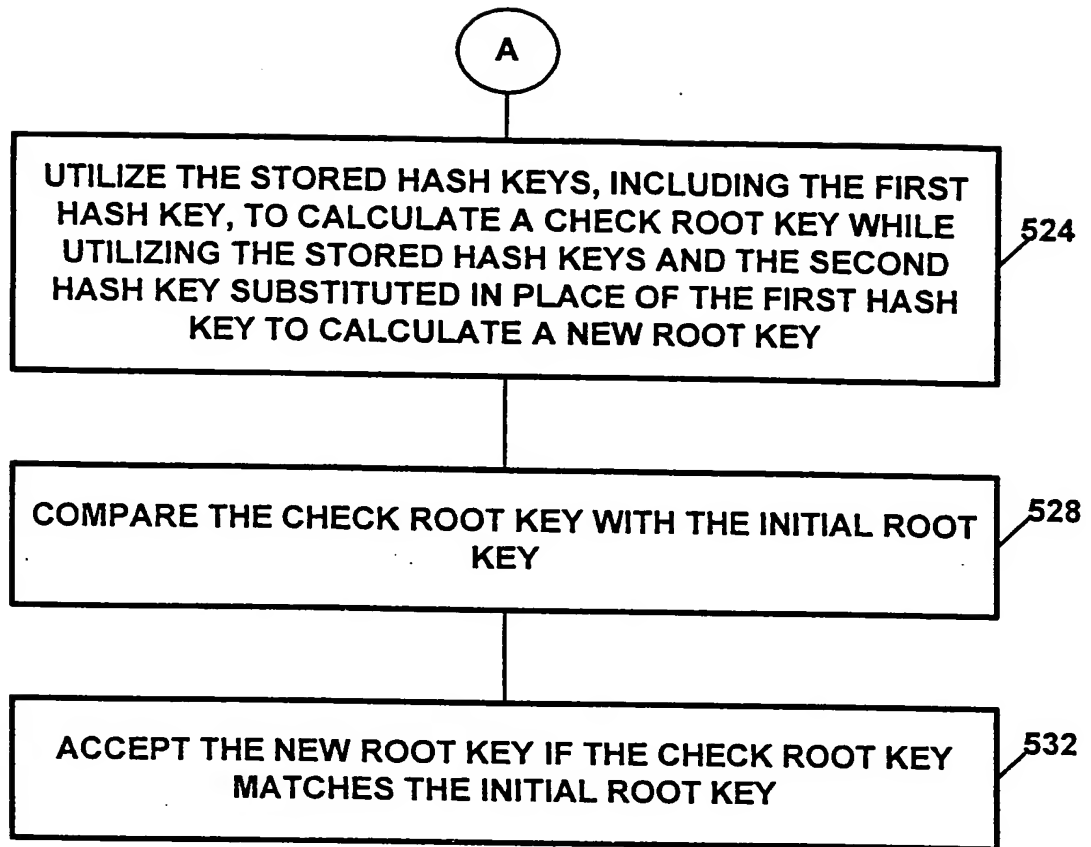 A
UTILIZE THE STORED HASH KEYS, INCLUDING THE FIRST
HASH KEY, TO CALCULATE A CHECK ROOT KEY WHILE
UTILIZING THE STORED HASH KEYS AND THE SECOND
HASH KEY SUBSTITUTED IN PLACE OF THE FIRST HASH
KEY TO CALCULATE A NEW ROOT KEY
524
COMPARE THE CHECK ROOT KEY WITH THE INITIAL ROOT
KEY
528
ACCEPT THE NEW ROOT KEY IF THE CHECK ROOT KEY
MATCHES THE INITIAL ROOT KEY
532